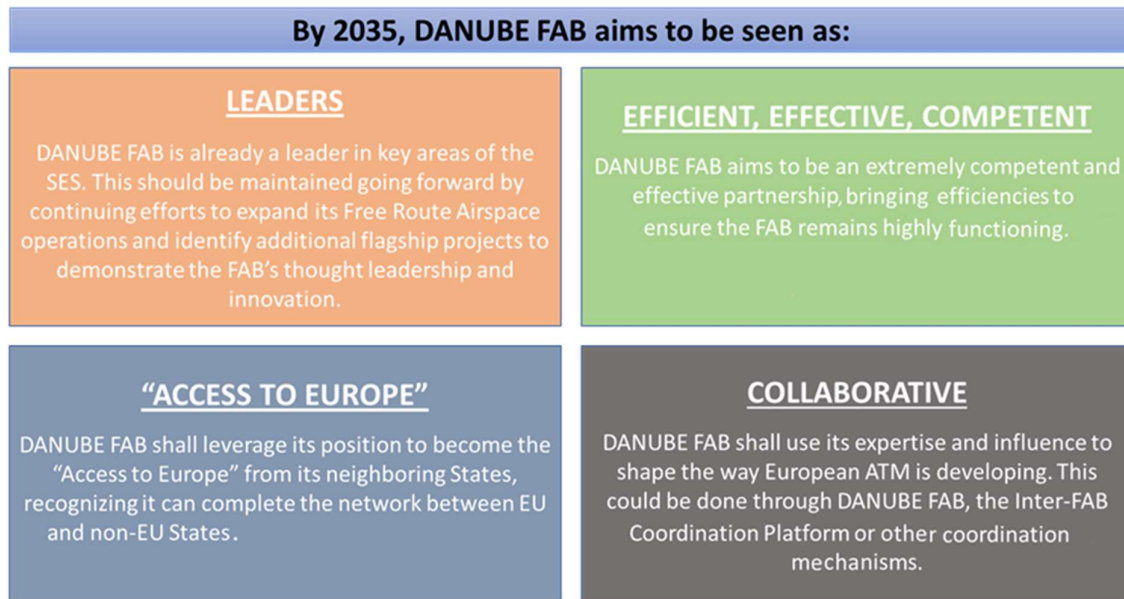 By 2035, DANUBE FAB aims to be seen as:
LEADERS
DANUBE FAB is already a leader in key areas of the
SES. This should be maintained going forward by
continuing efforts to expand its Free Route Airspace
operations and identify additional flagship projects to
demonstrate the FAB's thought leadership and
innovation.
EFFICIENT, EFFECTIVE, COMPETENT
DANUBE FAB aims to be an extremely competent and
effective partnership, bringing efficiencies to
ensure the FAB remains highly functioning.
“ACCESS TO EUROPE”
DANUBE FAB shall leverage its position to become the
“Access to Europe” from its neighboring States,
recognizing it can complete the network between EU
and non-EU States.
COLLABORATIVE
DANUBE FAB shall use its expertise and influence to
shape the way European ATM is developing. This
could be done through DANUBE FAB, the Inter-FAB
Coordination Platform or other coordination
mechanisms.